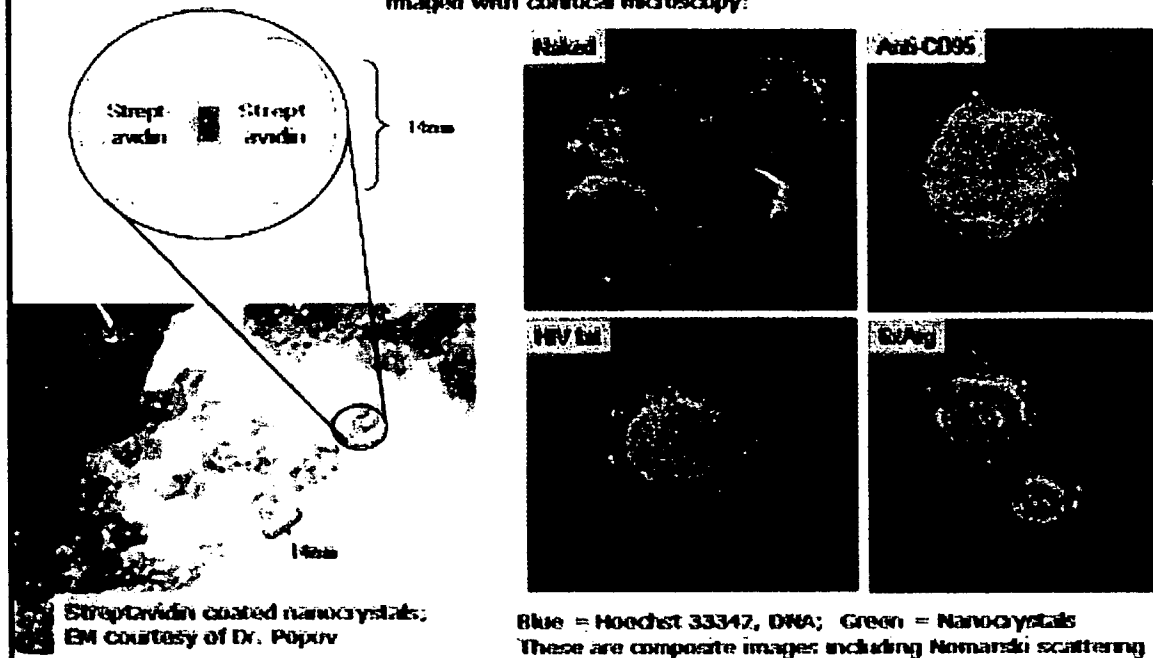 Imaged with confocal microscopy:
Strept-
avidin
Strept
avidin
14nm
Naked
Anti-CD95
HIV tat
14nm
Streptavidin coated nanocrystals;
EM courtesy of Dr. Popov
Blue = Hoechst 33342, DNA; Green = Nanocrystals
These are composite images including Nomarski scattering